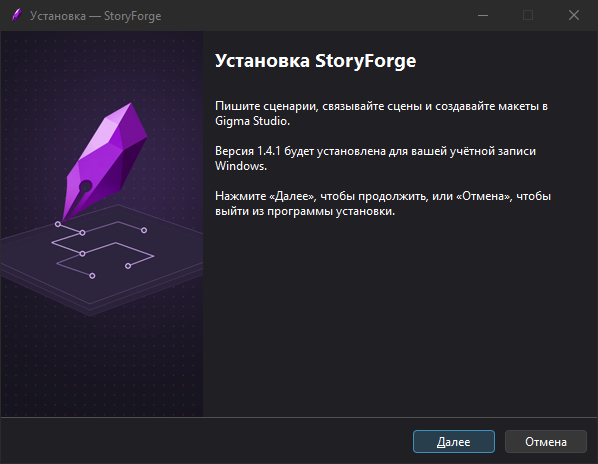 Установка — StoryForge
Установка StoryForge
Пишите сценарии, связывайте сцены и создавайте макеты в
Gigma Studio.
Версия 1.4.1 будет установлена для вашей учётной записи
Windows.
Нажмите «Далее», чтобы продолжить, или «Отмена», чтобы
выйти из программы установки.
Далее
Отмена